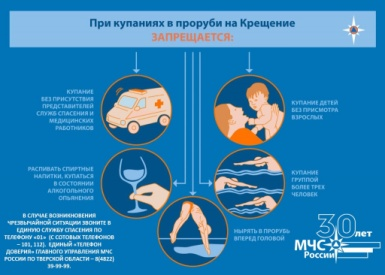 При купаниях в проруби на Крещение
ЗАПРЕЩАЕТСЯ:
КУПАНИЕ
БЕЗ ПРИСУТСТВИЯ
ПРЕДСТАВИТЕЛЕЙ
СЛУЖБ СПАСЕНИЯ И
МЕДИЦИНСКИХ
РАБОТНИКОВ
КУПАНИЕ ДЕТЕЙ
БЕЗ ПРИСМОТРА
ВЗРОСЛЫХ
РАСПИВАТЬ СПИРТНЫЕ
НАПИТКИ, КУПАТЬСЯ
В СОСТОЯНИИ
АЛКОГОЛЬНОГО
ОПЬЯНЕНИЯ
КУПАНИЕ
ГРУППОЙ
БОЛЕЕ ТРЕХ
ЧЕЛОВЕК
НЫРЯТЬ В ПРОРУБЬ
ВПЕРЕД ГОЛОВОЙ
В СЛУЧАЕ ВОЗНИКНОВЕНИЯ
ЧРЕЗВЫЧАЙНОЙ СИТУАЦИИ ЗВОНИТЕ В
ЕДИНУЮ СЛУЖБУ СПАСЕНИЯ ПО
ТЕЛЕФОНУ «01» (С СОТОВЫХ ТЕЛЕФОНОВ
– 101, 112). ЕДИНЫЙ «ТЕЛЕФОН
ДОВЕРИЯ» ГЛАВНОГО УПРАВЛЕНИЯ МЧС
РОССИИ ПО ТВЕРСКОЙ ОБЛАСТИ – 8(4822)
39-99-99.
30 лет
МЧС
России